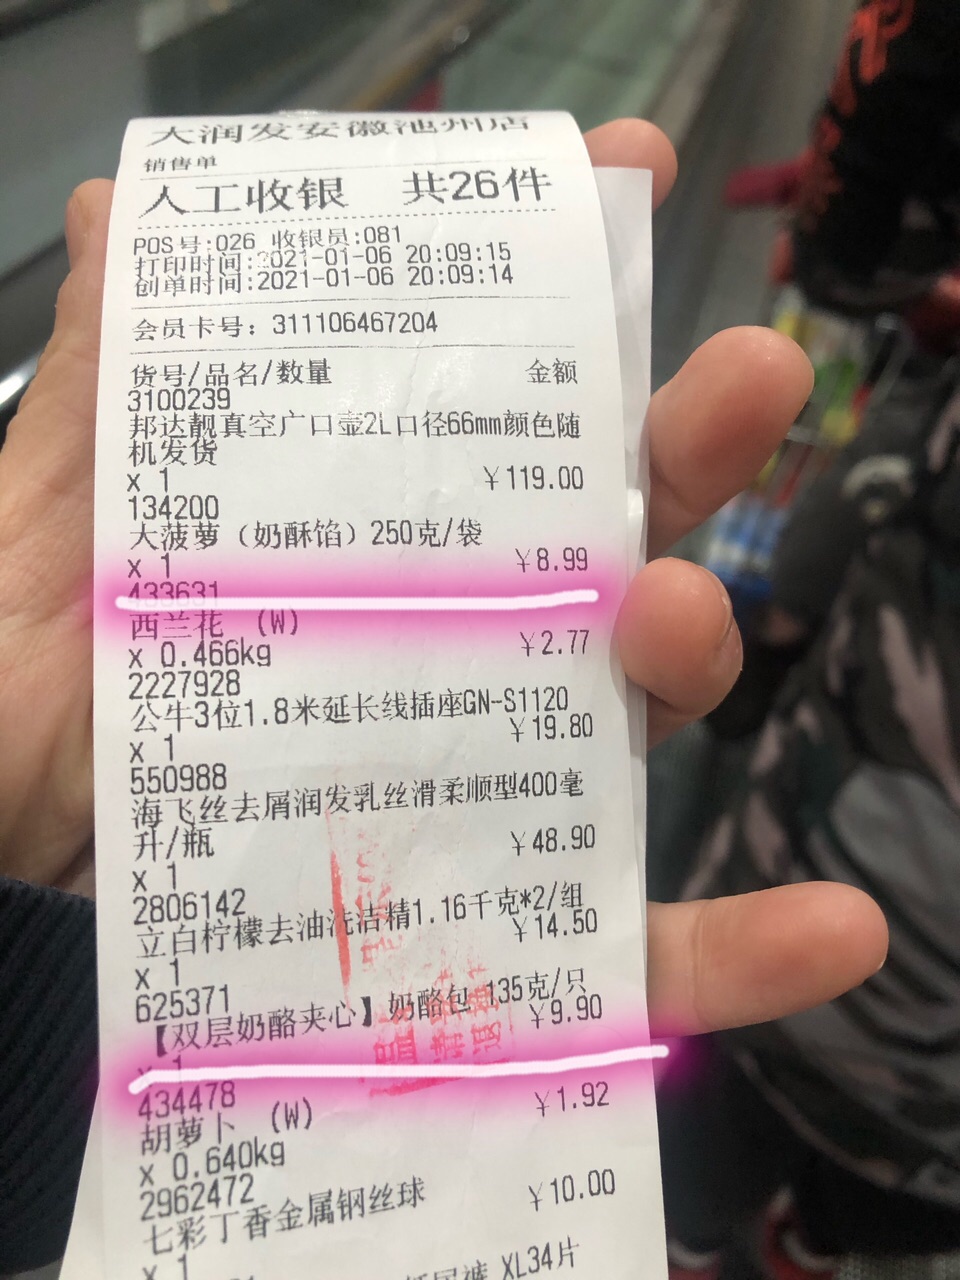 大润发安徽池州店
销售单
人工收银 共26件
POS号:026 收银员:081
打印时间:2021-01-06 20:09:15
创单时间:2021-01-06 20:09:14
会员卡号：311106467204
货号/品名/数量 金额
3100239
邦达靓真空广口壶2L口径66mm颜色随
机发货
x 1 ￥119.00
134200
大菠萝（奶酥馅）250克/袋
x 1 ￥8.99
433631
西兰花 (W)
x 0.466kg ￥2.77
2227928
公牛3位1.8米延长线插座GN-S1120
x 1 ￥19.80
550988
海飞丝去屑润发乳丝滑柔顺型400毫
升/瓶 ￥48.90
x 1
2806142
立白柠檬去油洗洁精1.16千克*2/组
x 1 ￥14.50
625371
【双层奶酪夹心】奶酪包 135克/只
x 1 ￥9.90
434478
胡萝卜 (W) ￥1.92
x 0.640kg
2962472
七彩丁香金属钢丝球 ￥10.00
x 1
XL34片